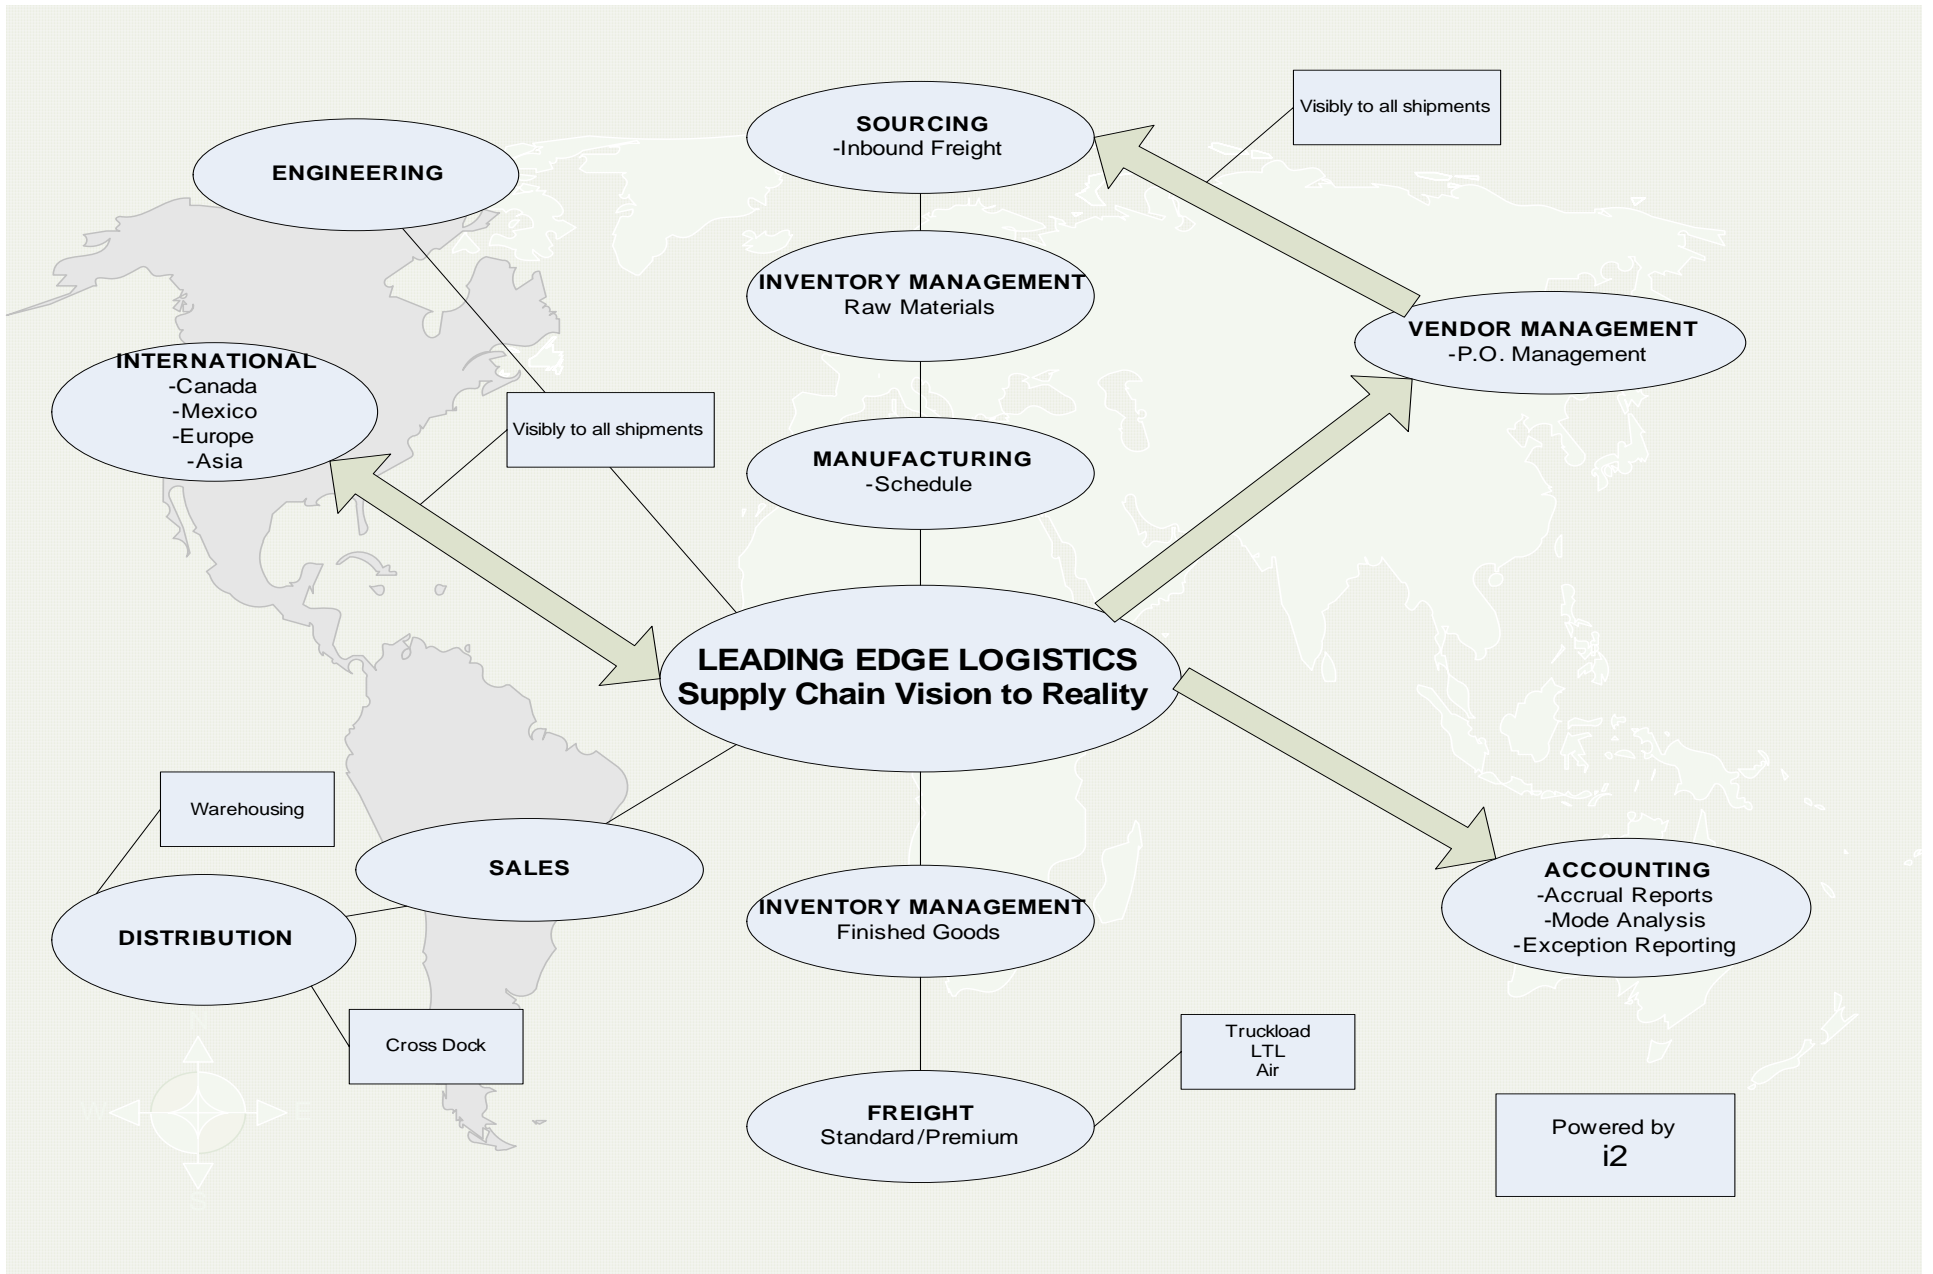 SOURCING
-Inbound Freight
Visibly to all shipments
ENGINEERING
INVENTORY MANAGEMENT
Raw Materials
VENDOR MANAGEMENT
-P.O. Management
INTERNATIONAL
-Canada
-Mexico
-Europe
-Asia
Visibly to all shipments
MANUFACTURING
-Schedule
LEADING EDGE LOGISTICS
Supply Chain Vision to Reality
Warehousing
SALES
DISTRIBUTION
Cross Dock
INVENTORY MANAGEMENT
Finished Goods
ACCOUNTING
-Accrual Reports
-Mode Analysis
-Exception Reporting
FREIGHT
Standard/Premium
Truckload
LTL
Air
Powered by
i2
N
W
E
S